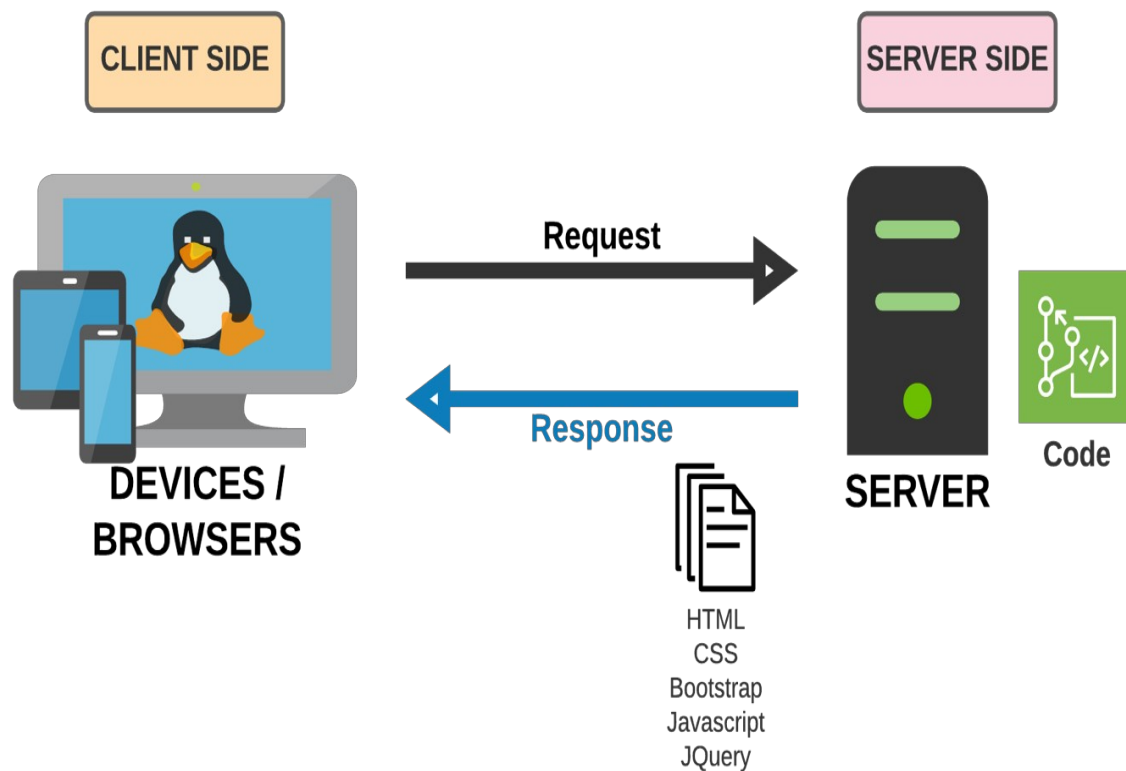 CLIENT SIDE
SERVER SIDE
Request
Response
Code
DEVICES /
BROWSERS
SERVER
HTML
CSS
Bootstrap
Javascript
JQuery
</>